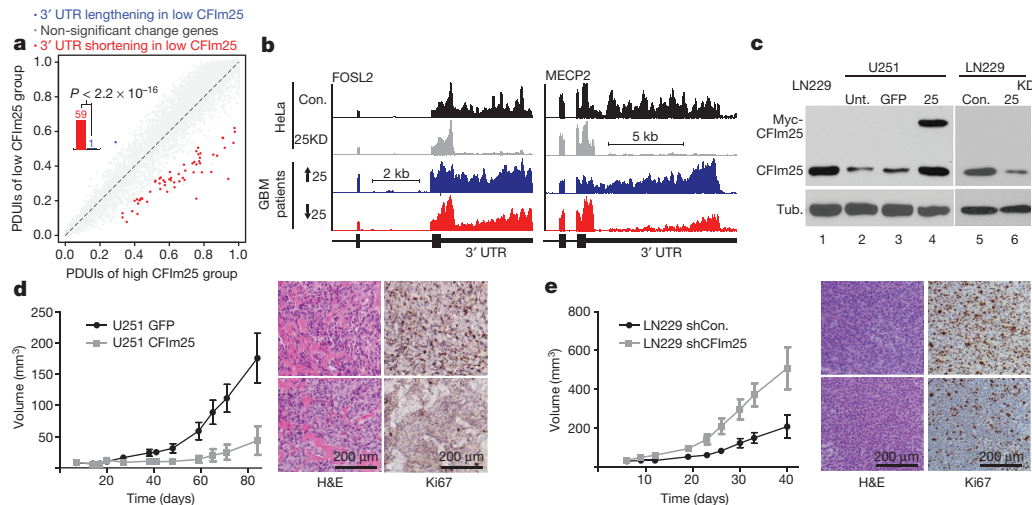 3′ UTR lengthening in low CFIm25
Non-significant change genes
3′ UTR shortening in low CFIm25
a
PDUIs of low CFIm25 group
1.0
0.8
0.6
0.4
0.2
0.0
P < 2.2 × 10⁻¹⁶
59
1
0.0 0.2 0.4 0.6 0.8 1.0
PDUIs of high CFIm25 group
b
FOSL2 MECP2
HeLa
Con.
25KD
5 kb
GBM patients
↑25
2 kb
↓25
3′ UTR 3′ UTR
c
U251 LN229
LN229 KD
Unt. GFP 25 Con. 25
Myc-
CFIm25
CFIm25
Tub.
1 2 3 4 5 6
d
Volume (mm³)
250
200
150
100
50
U251 GFP
U251 CFIm25
0 20 40 60 80
Time (days)
200 μm 200 μm
H&E Ki67
e
Volume (mm³)
800
600
400
200
LN229 shCon.
LN229 shCFIm25
0 10 20 30 40
Time (days)
200 μm 200 μm
H&E Ki67